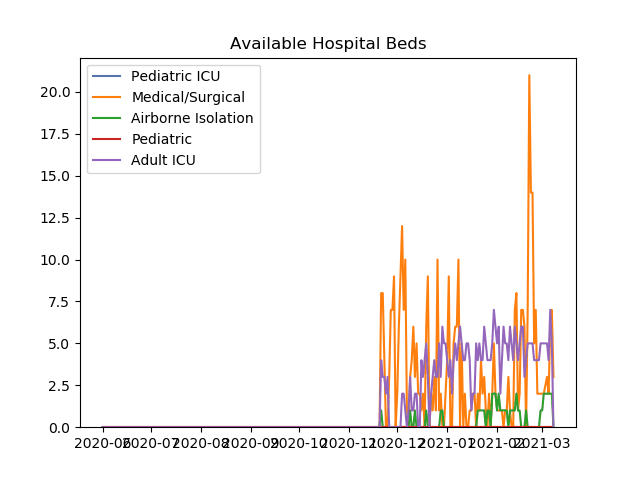 Available Hospital Beds
Pediatric ICU
Medical/Surgical
Airborne Isolation
Pediatric
Adult ICU
20.0
17.5
15.0
12.5
10.0
7.5
5.0
2.5
0.0
2020-06 2020-07 2020-08 2020-09 2020-10 2020-11 2020-12 2021-01 2021-02 2021-03